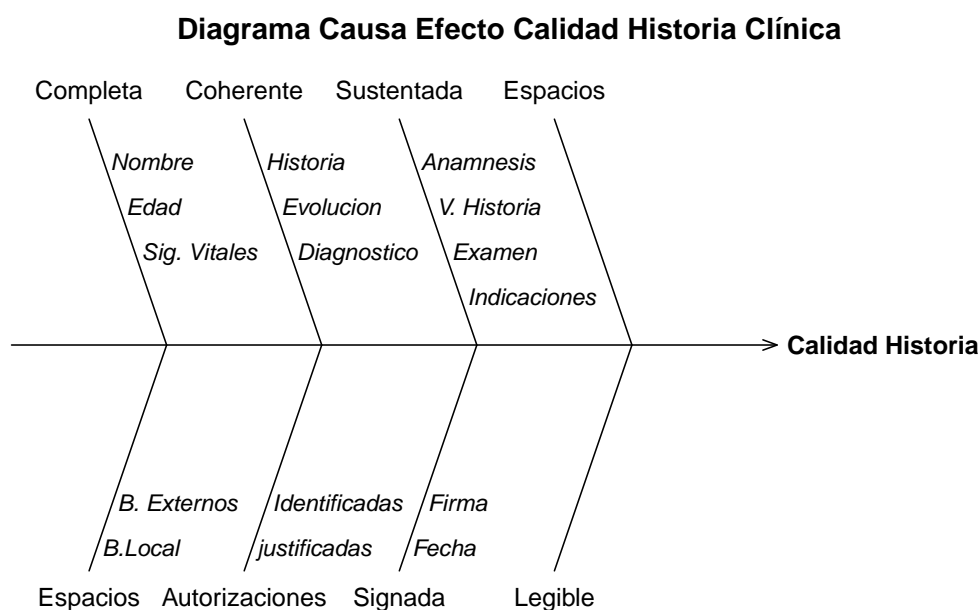 Diagrama Causa Efecto Calidad Historia Clínica
Completa Coherente Sustentada Espacios
Nombre Historia Anamnesis
Edad Evolucion V. Historia
Sig. Vitales Diagnostico Examen
Indicaciones
Calidad Historia
B. Externos Identificadas Firma
B.Local justificadas Fecha
Espacios Autorizaciones Signada Legible